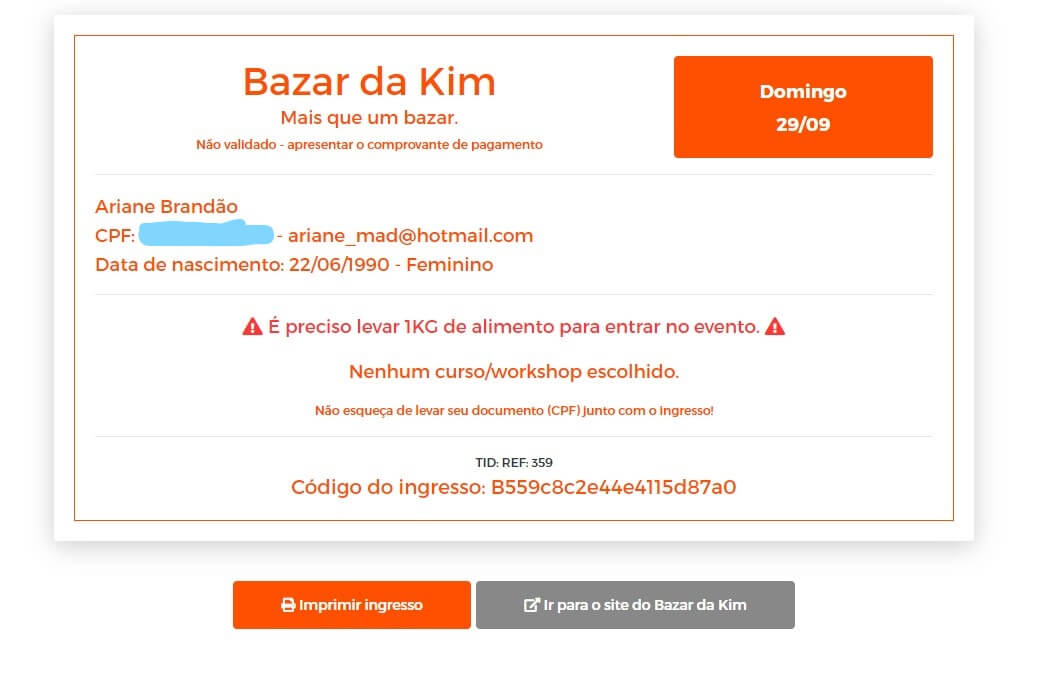 Bazar da Kim
Mais que um bazar.
Não validado - apresentar o comprovante de pagamento
Domingo
29/09
Ariane Brandão
CPF: - ariane_mad@hotmail.com
Data de nascimento: 22/06/1990 - Feminino
É preciso levar 1KG de alimento para entrar no evento.
Nenhum curso/workshop escolhido.
Não esqueça de levar seu documento (CPF) junto com o ingresso!
TID: REF: 359
Código do ingresso: B559c8c2e44e4115d87a0
Imprimir ingresso
Ir para o site do Bazar da Kim